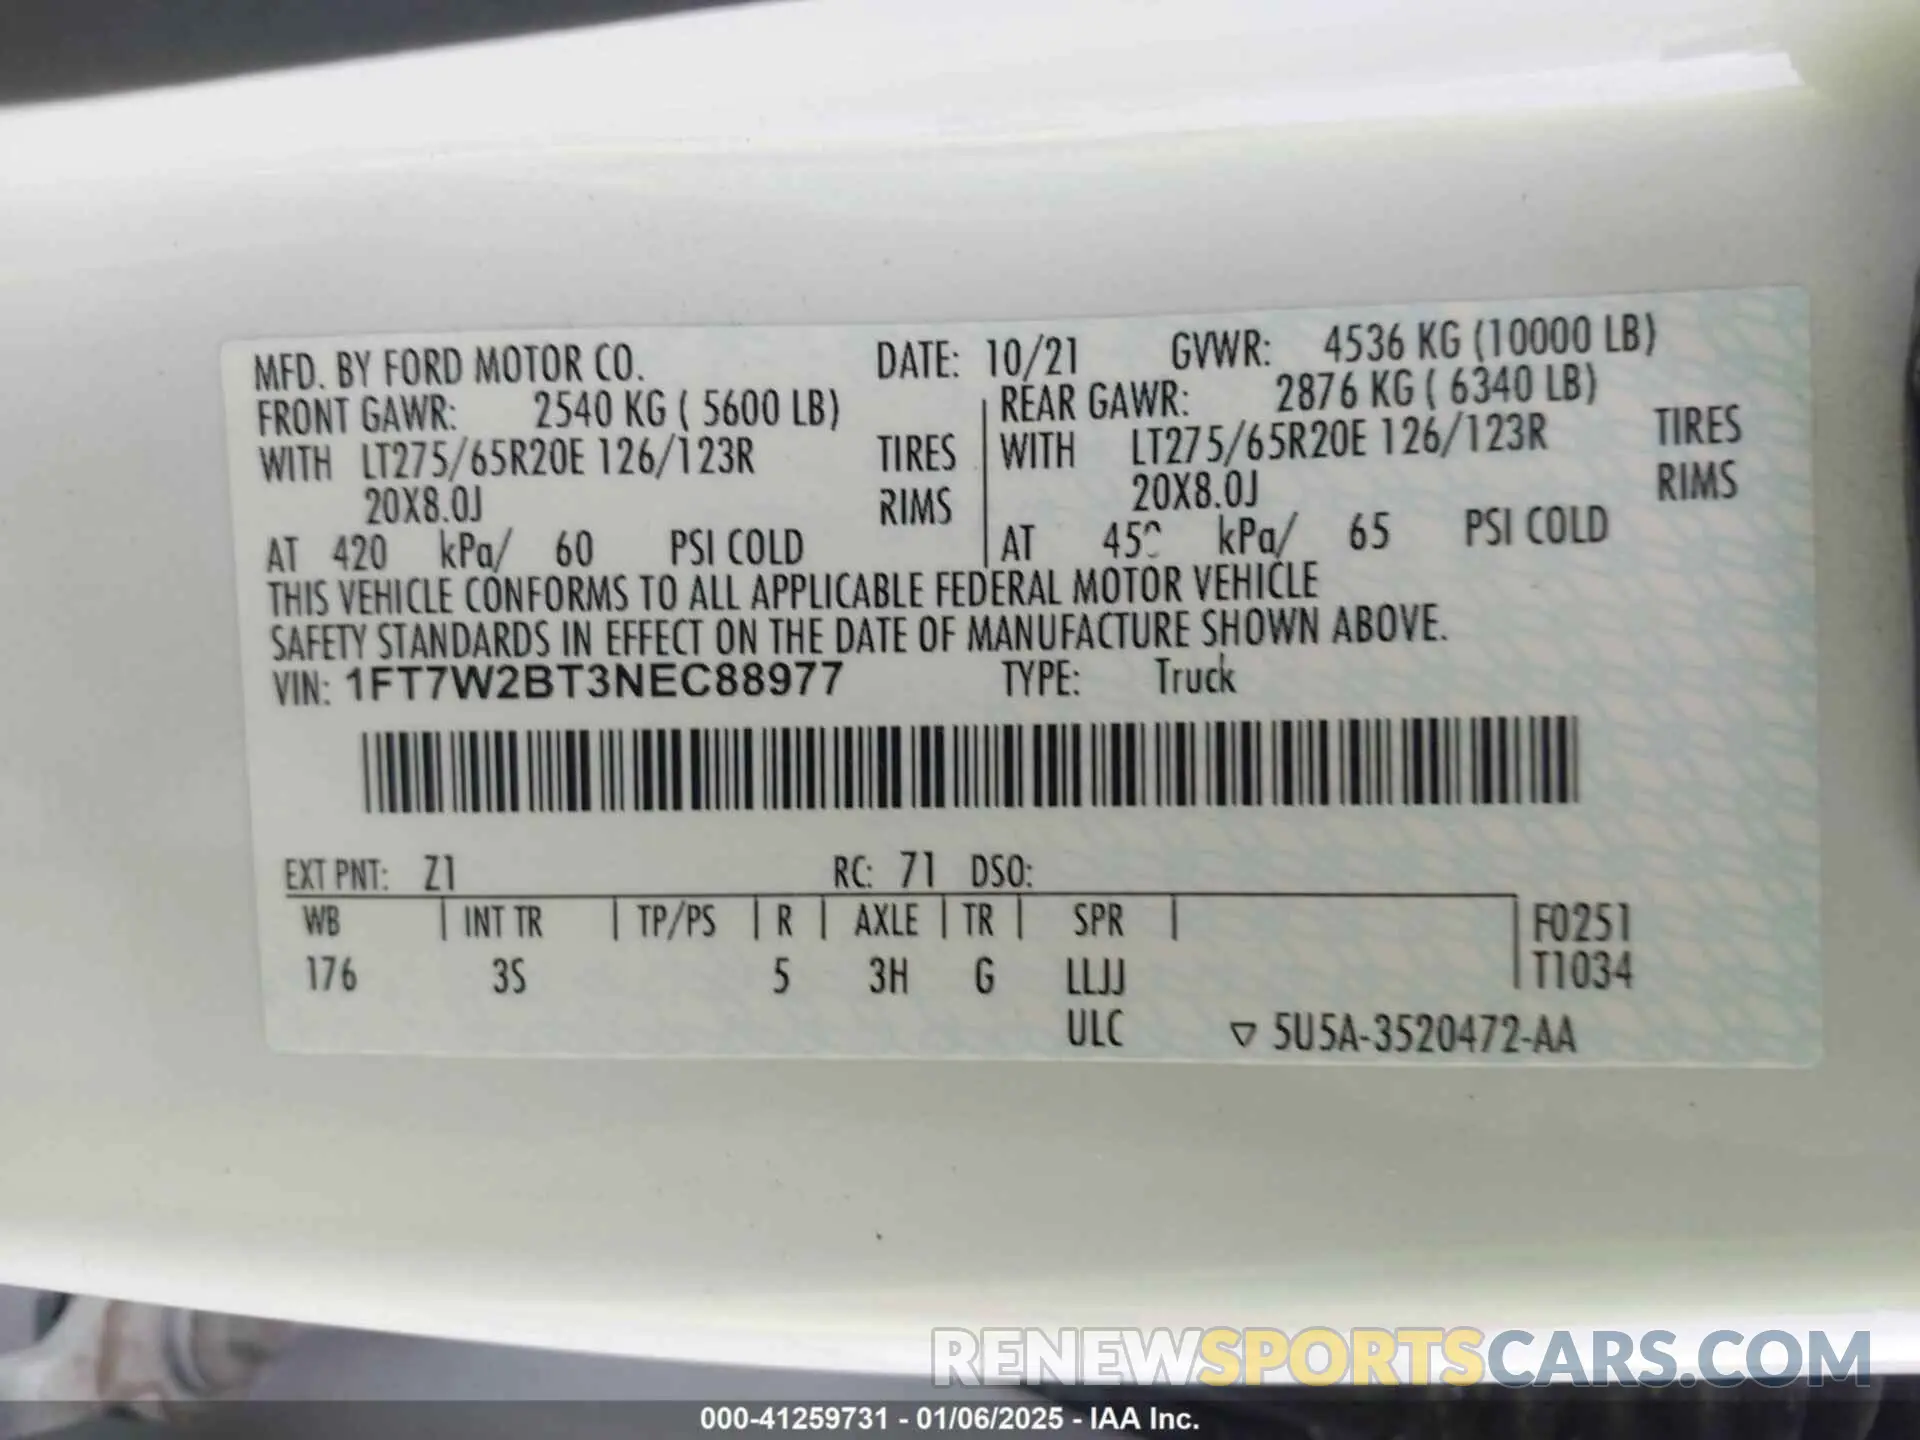 MFD. BY FORD MOTOR CO. DATE: 10/21 GVWR: 4536 KG (10000 LB)
FRONT GAWR: 2540 KG ( 5600 LB) REAR GAWR: 2876 KG ( 6340 LB)
WITH LT275/65R20E 126/123R TIRES WITH LT275/65R20E 126/123R TIRES
20X8.0J RIMS 20X8.0J RIMS
AT 420 kPa/ 60 PSI COLD AT kPa/ 65 PSI COLD
THIS VEHICLE CONFORMS TO ALL APPLICABLE FEDERAL MOTOR VEHICLE
SAFETY STANDARDS IN EFFECT ON THE DATE OF MANUFACTURE SHOWN ABOVE.
VIN: 1FT7W2BT3NEC88977 TYPE: Truck
EXT PNT: Z1 RC: 71 DSO:
WB | INT TR | TP/PS | R | AXLE | TR | SPR | F0251
176 3S 5 3H G LLJJ T1034
ULC ▽ 5U5A-3520472-AA
RENEWSPORTSCARS.COM
000-41259731 - 01/06/2025 - IAA Inc.